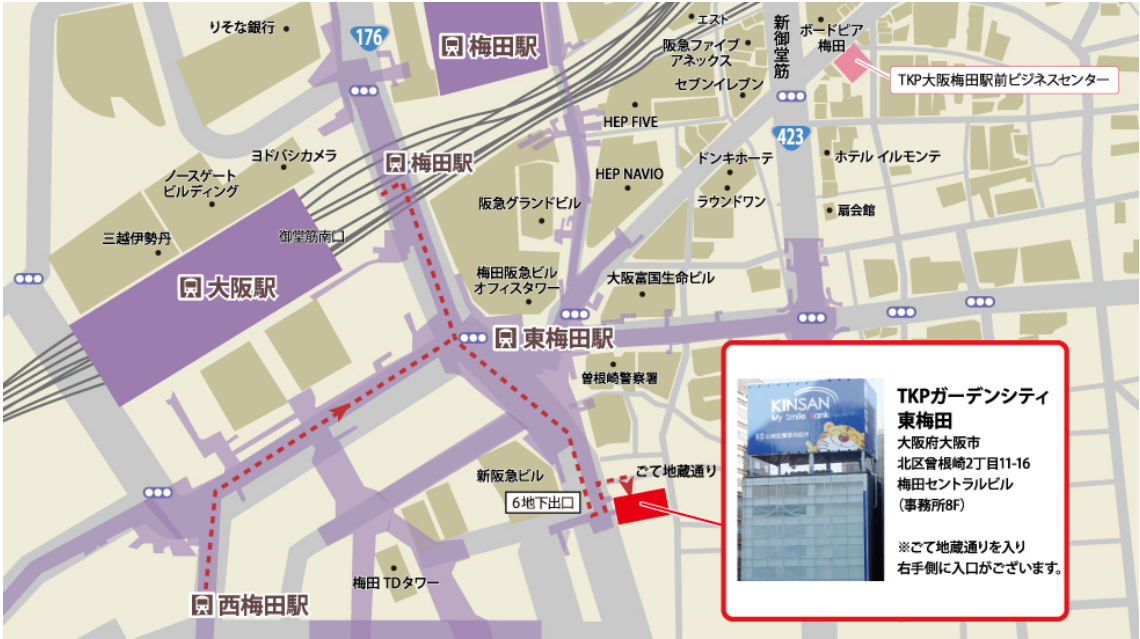 りそな銀行
176
梅田駅
エスト
阪急ファイブ
アネックス
セブンイレブン
新御堂筋
ボードピア
梅田
TKP大阪梅田駅前ビジネスセンター
HEP FIVE
423
ヨドバシカメラ
梅田駅
ドンキホーテ
ホテル イルモンテ
ノースゲート
ビルディング
HEP NAVIO
ラウンドワン
阪急グランドビル
扇会館
三越伊勢丹
御堂筋南口
大阪駅
梅田阪急ビル
オフィスタワー
大阪富国生命ビル
東梅田駅
曽根崎警察署
KINSAN
My Smile Bank
TKPガーデンシティ
東梅田
大阪府大阪市
北区曾根崎2丁目11-16
梅田セントラルビル
(事務所8F)
※ごて地蔵通りを入り
右手側に入口がございます。
新阪急ビル
ごて地蔵通り
6地下出口
梅田 TDタワー
西梅田駅